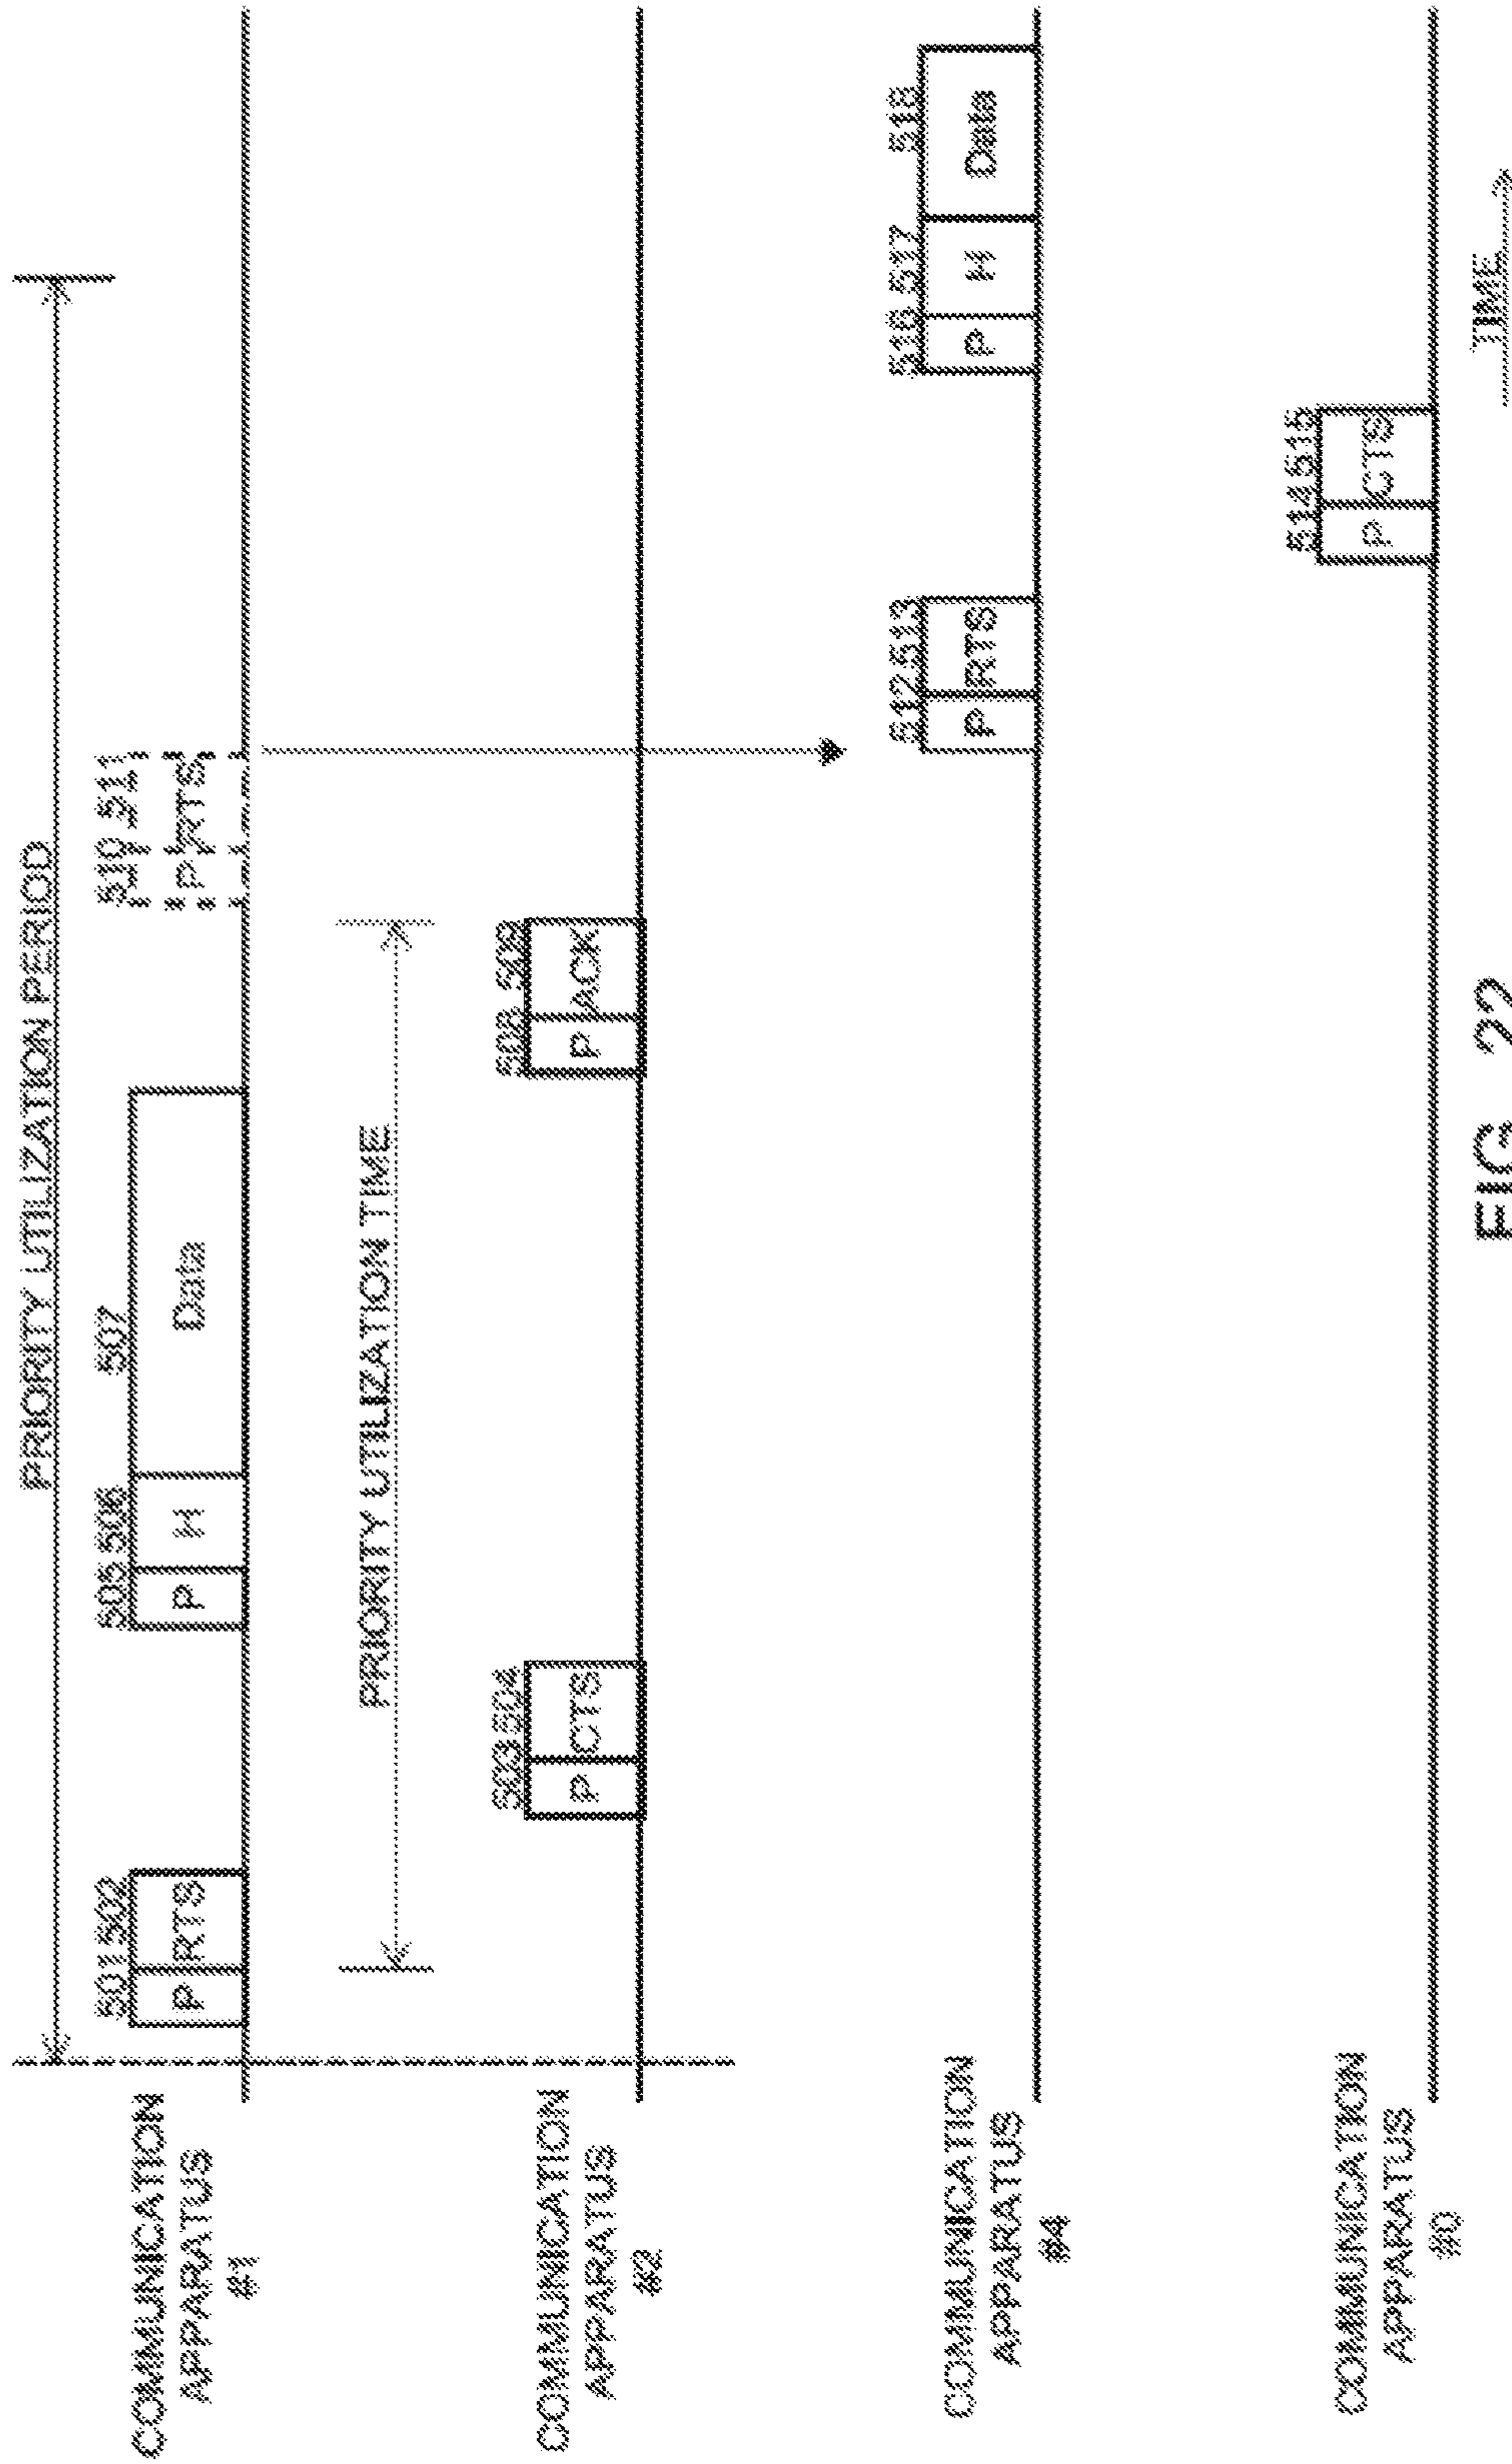 PRIORITY UTILIZATION PERIOD
501 502
505 506
507
510 511
COMMUNICATION
APPARATUS
#1
P RTS
P H Data
P RTS
PRIORITY UTILIZATION TIME
503 504
508 509
COMMUNICATION
APPARATUS
#2
P CTS
P ACK
512 513
516 517
518
COMMUNICATION
APPARATUS
#4
P RTS
P H Data
514 515
COMMUNICATION
APPARATUS
#0
P CTS
TIME
FIG. 22